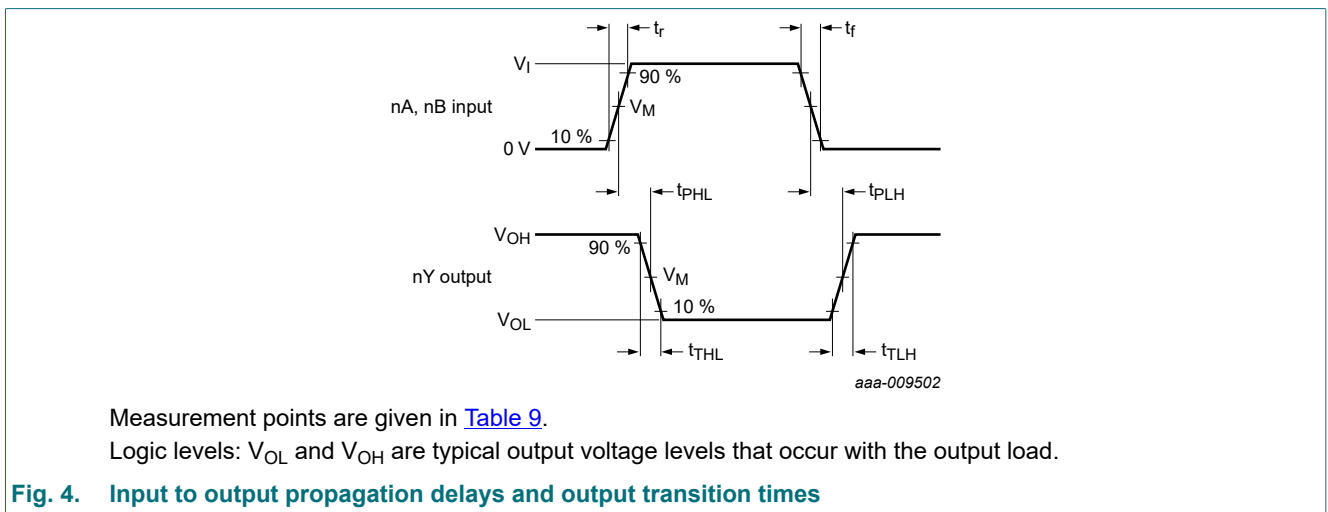 tr
tf
VI
90 %
nA, nB input
VM
10 %
0 V
tPHL
tPLH
VOH
90 %
nY output
VM
10 %
VOL
tTHL
tTLH
aaa-009502
Measurement points are given in Table 9.
Logic levels: VOL and VOH are typical output voltage levels that occur with the output load.
Fig. 4. Input to output propagation delays and output transition times